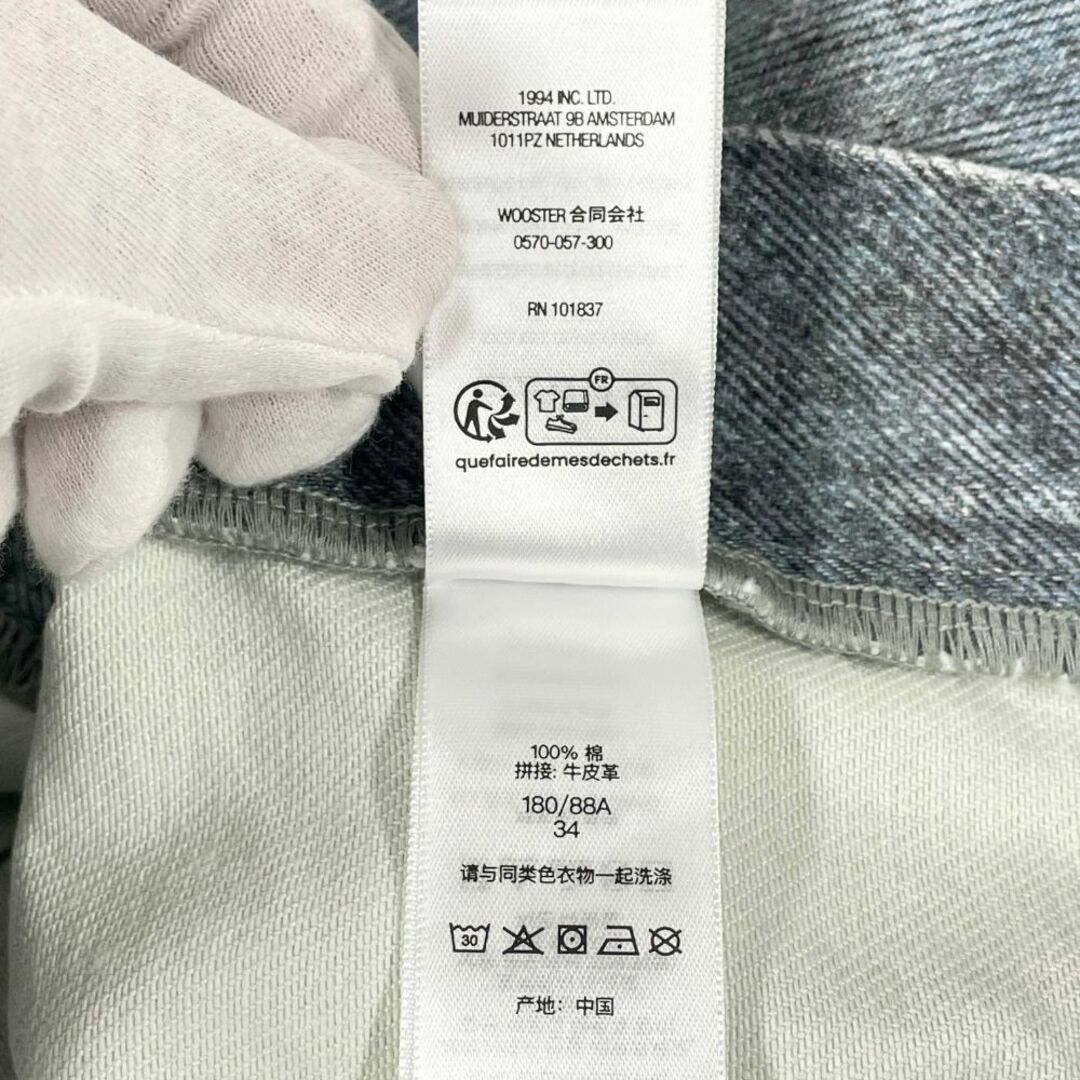 1994 INC. LTD.
MUIDERSTRAAT 9B AMSTERDAM
1011PZ NETHERLANDS
WOOSTER 合同会社
0570-057-300
RN 101837
FR
quefairedemesdechets.fr
100% 棉
拼接: 牛皮革
180/88A
34
请与同类色衣物一起洗涤
30
产地: 中国